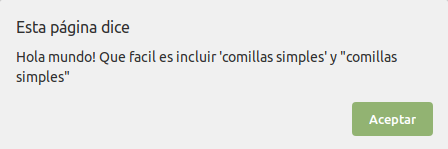 Esta página dice
Hola mundo! Que facil es incluir 'comillas simples' y "comillas
simples"
Aceptar